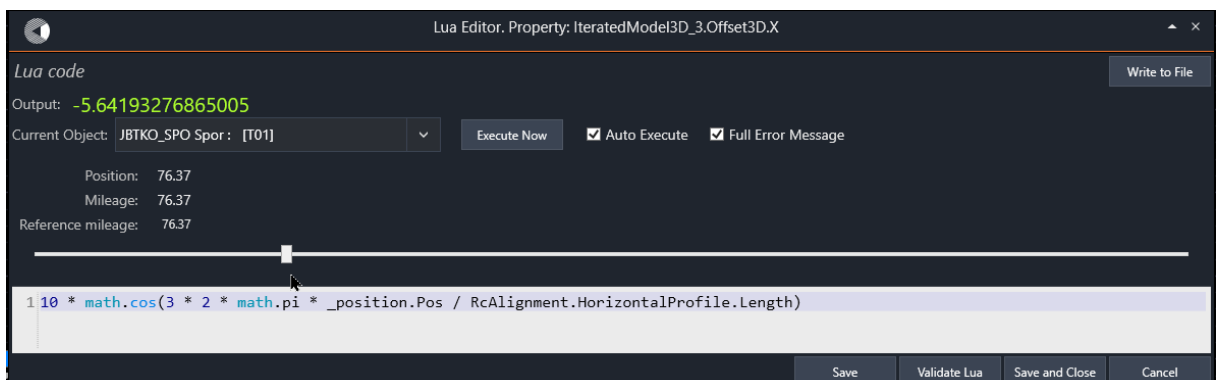 Lua Editor. Property: IteratedModel3D_3.Offset3D.X
Lua code
Write to File
Output: -5.64193276865005
Current Object: JBTKO_SPO Spor : [T01] Execute Now Auto Execute Full Error Message
Position: 76.37
Mileage: 76.37
Reference mileage: 76.37
1 10 * math.cos(3 * 2 * math.pi * _position.Pos / RcAlignment.HorizontalProfile.Length)
Save Validate Lua Save and Close Cancel